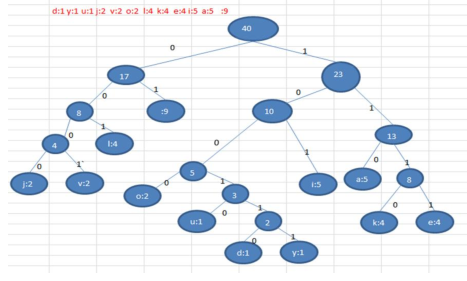 d:1 y:1 u:1 j:2 v:2 o:2 l:4 k:4 e:4 i:5 a:5 :9
40
0 1
17 23
0 1 0 1
8 :9 10 13
0 1 0 1 0 1
4 l:4 5 i:5 a:5 8
0 1 0 1 0 1
j:2 v:2 o:2 3 k:4 e:4
0 1
u:1 2
0 1
d:1 y:1